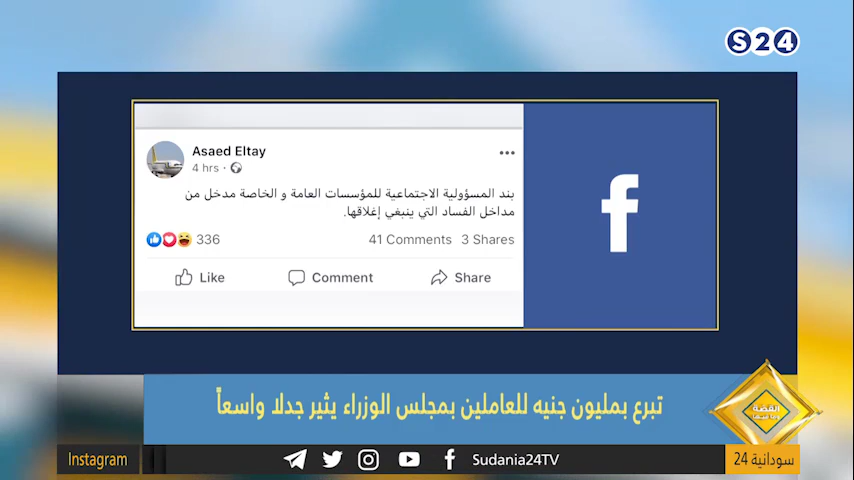 S24
Asaed Eltay
4 hrs ·
بند المسؤولية الاجتماعية للمؤسسات العامة و الخاصة مدخل من
مداخل الفساد التي ينبغي إغلاقها.
336
41 Comments 3 Shares
Like Comment Share
تبرع بمليون جنيه للعاملين بمجلس الوزراء يثير جدلا واسعاً
القصة
Instagram
Sudania24TV
سودانية 24